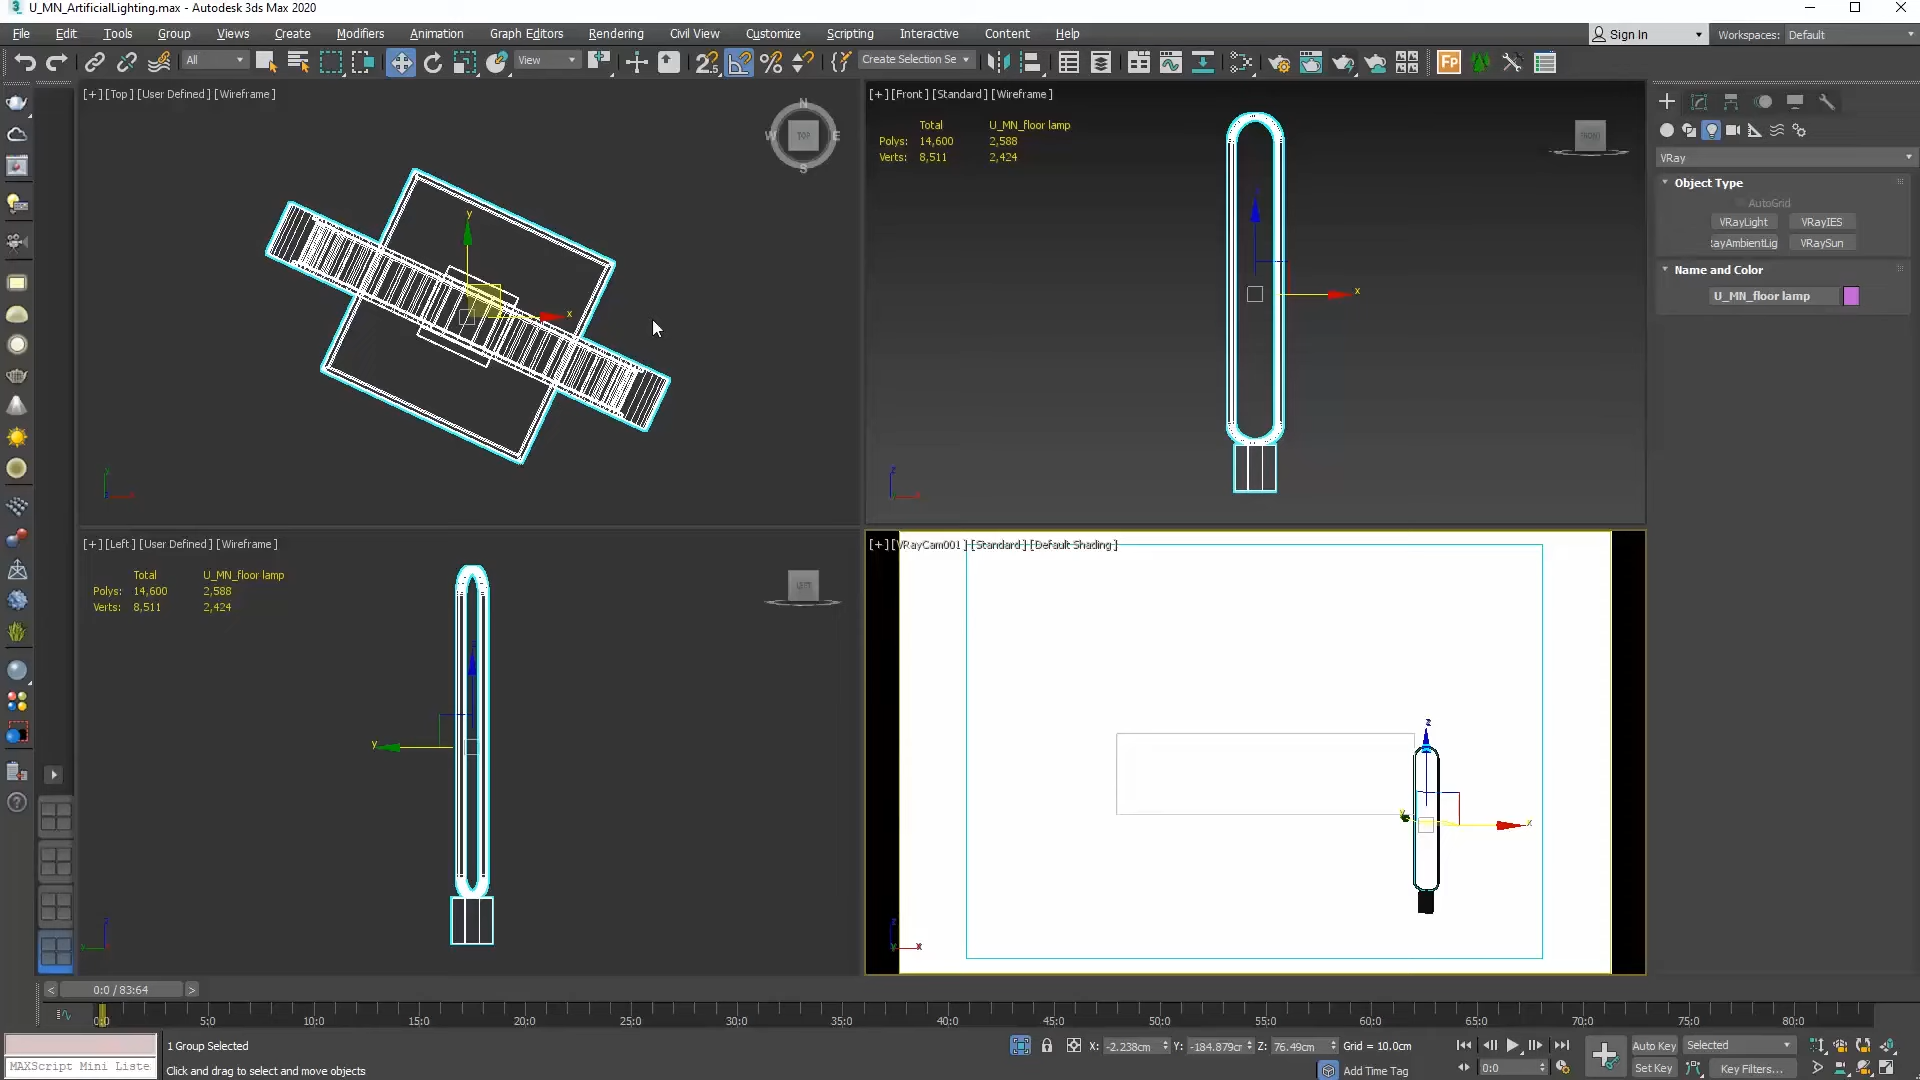 U_MN_ArtificialLighting.max - Autodesk 3ds Max 2020
File Edit Tools Group Views Create Modifiers Animation Graph Editors Rendering Civil View Customize Scripting Interactive Content Help
Sign In Workspaces: Default
All View Create Selection Se
[+] [Top] [User Defined] [Wireframe]
N
W TOP E
S
y
x
[+] [Front] [Standard] [Wireframe]
Total U_MN_floor lamp
Polys: 14,600 2,588
Verts: 8,511 2,424
FRONT
x
z
VRay
Object Type
AutoGrid
VRayLight VRayIES
ayAmbientLig VRaySun
Name and Color
U_MN_floor lamp
[+] [Left] [User Defined] [Wireframe]
Total U_MN_floor lamp
Polys: 14,600 2,588
Verts: 8,511 2,424
LEFT
y
[+] [VRayCam001] [Standard] [Default Shading]
z
y
x
z
x
< 0:0 / 83:64 >
0:0 5:0 10:0 15:0 20:0 25:0 30:0 35:0 40:0 45:0 50:0 55:0 60:0 65:0 70:0 75:0 80:0
1 Group Selected
X: -2.238cm Y: -184.879cr Z: 76.49cm Grid = 10.0cm
Auto Key Selected
MAXScript Mini Liste
Click and drag to select and move objects
Add Time Tag
0:0
Set Key Key Filters...